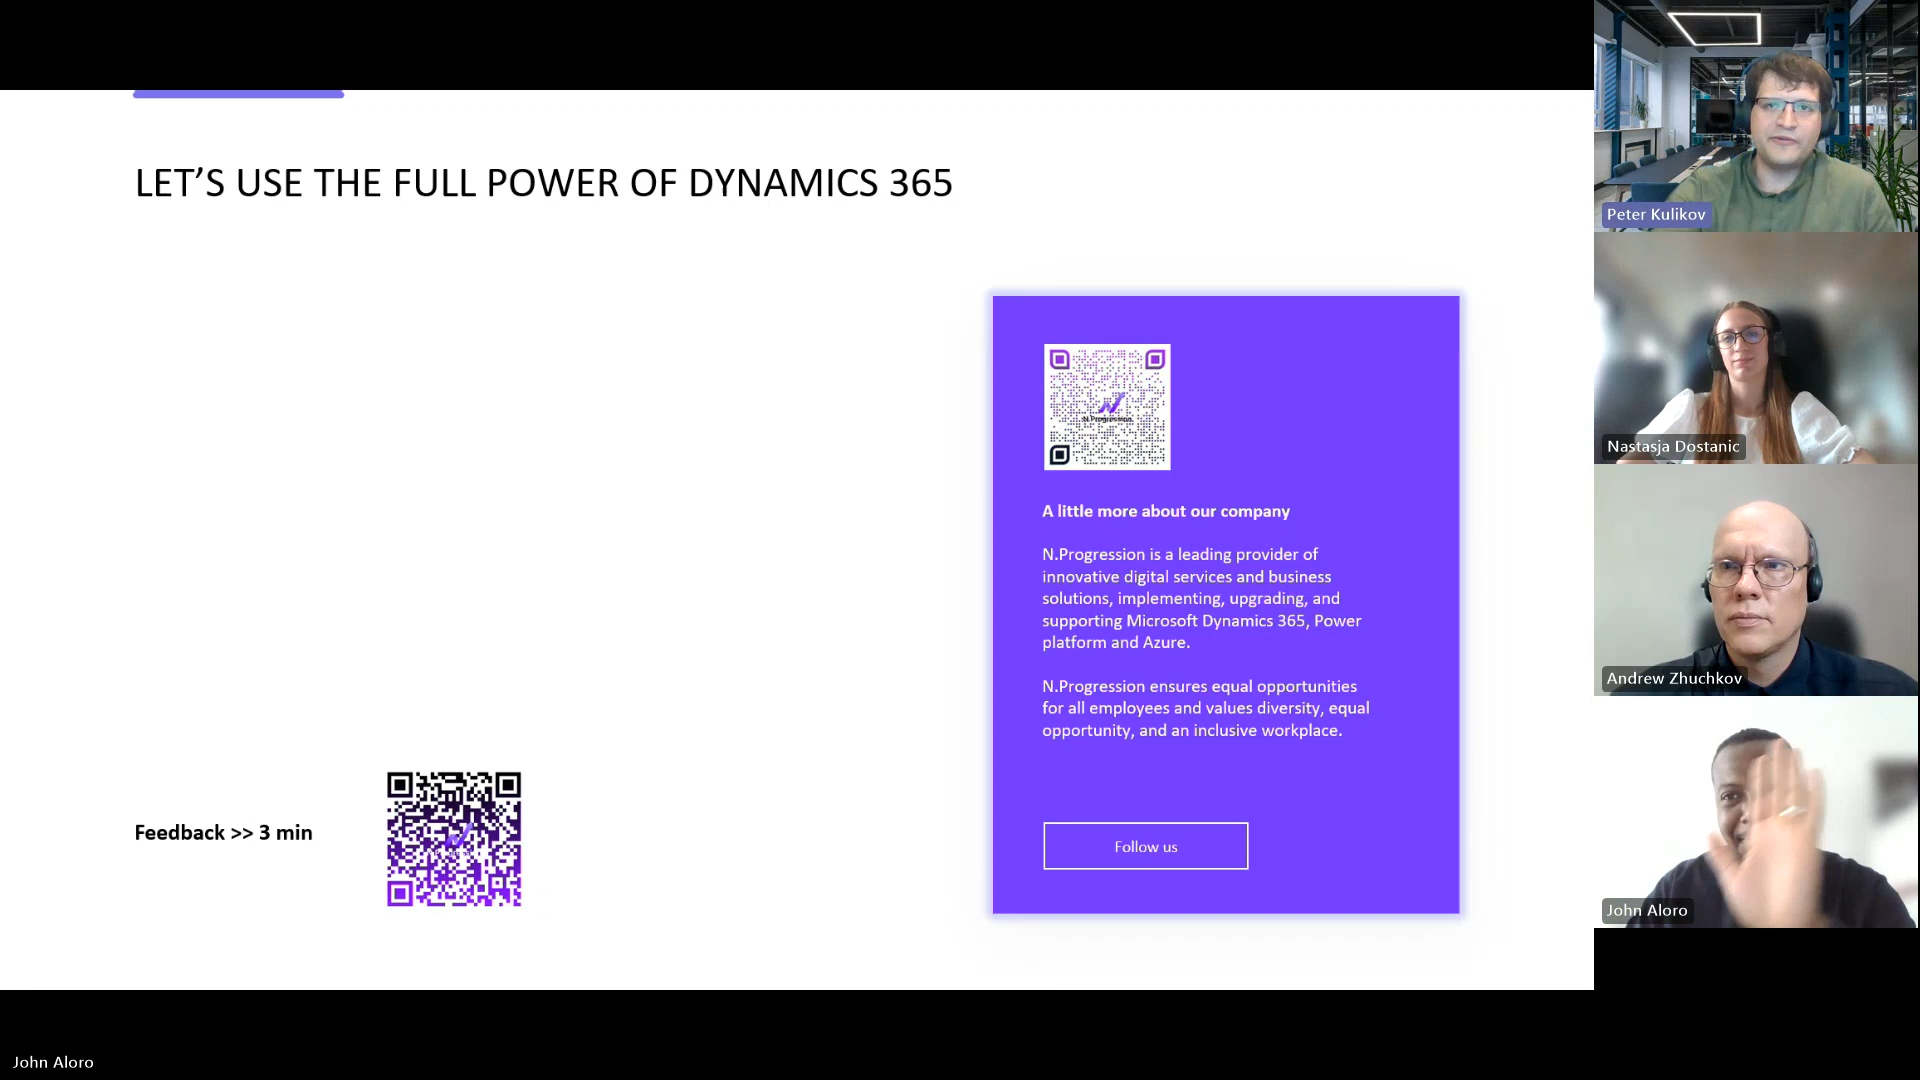 LET’S USE THE FULL POWER OF DYNAMICS 365
N.Progression
A little more about our company
N.Progression is a leading provider of
innovative digital services and business
solutions, implementing, upgrading, and
supporting Microsoft Dynamics 365, Power
platform and Azure.
N.Progression ensures equal opportunities
for all employees and values diversity, equal
opportunity, and an inclusive workplace.
Follow us
Feedback >> 3 min
Peter Kulikov
Nastasja Dostanic
Andrew Zhuchkov
John Aloro
John Aloro